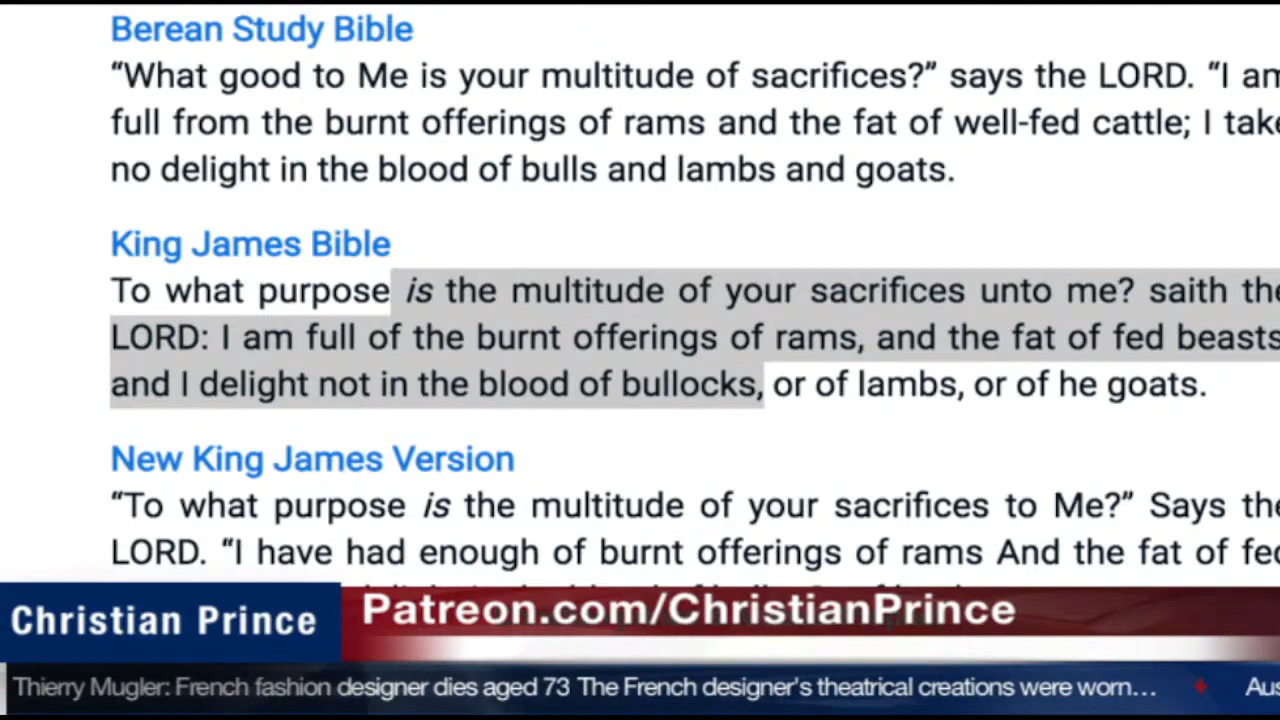 Berean Study Bible
“What good to Me is your multitude of sacrifices?” says the LORD. “I am
full from the burnt offerings of rams and the fat of well-fed cattle; I take
no delight in the blood of bulls and lambs and goats.
King James Bible
To what purpose is the multitude of your sacrifices unto me? saith the
LORD: I am full of the burnt offerings of rams, and the fat of fed beasts
and I delight not in the blood of bullocks, or of lambs, or of he goats.
New King James Version
“To what purpose is the multitude of your sacrifices to Me?” Says the
LORD. “I have had enough of burnt offerings of rams And the fat of fed
Christian Prince
Patreon.com/ChristianPrince
Thierry Mugler: French fashion designer dies aged 73 The French designer's theatrical creations were worn… Aus